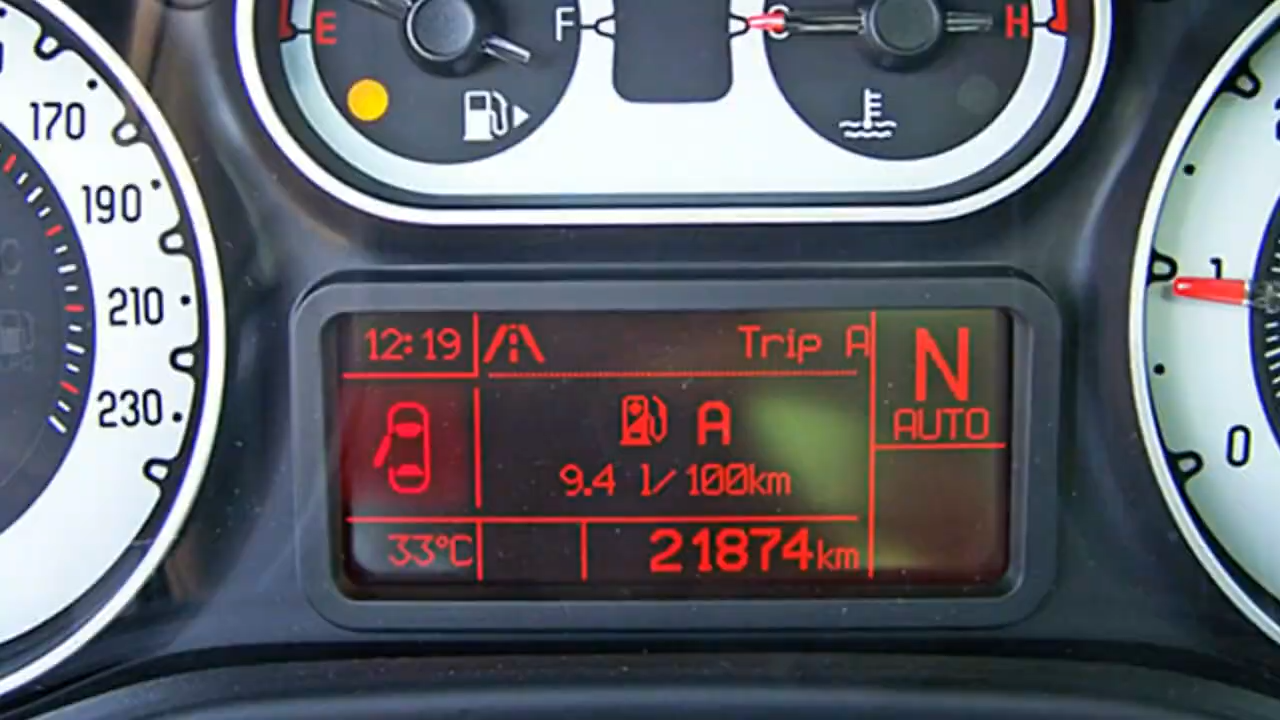 E
F
C
H
170
190
210
230
1
0
12:19
Trip A
N
AUTO
A
9.4 l/100km
33°C
21874km